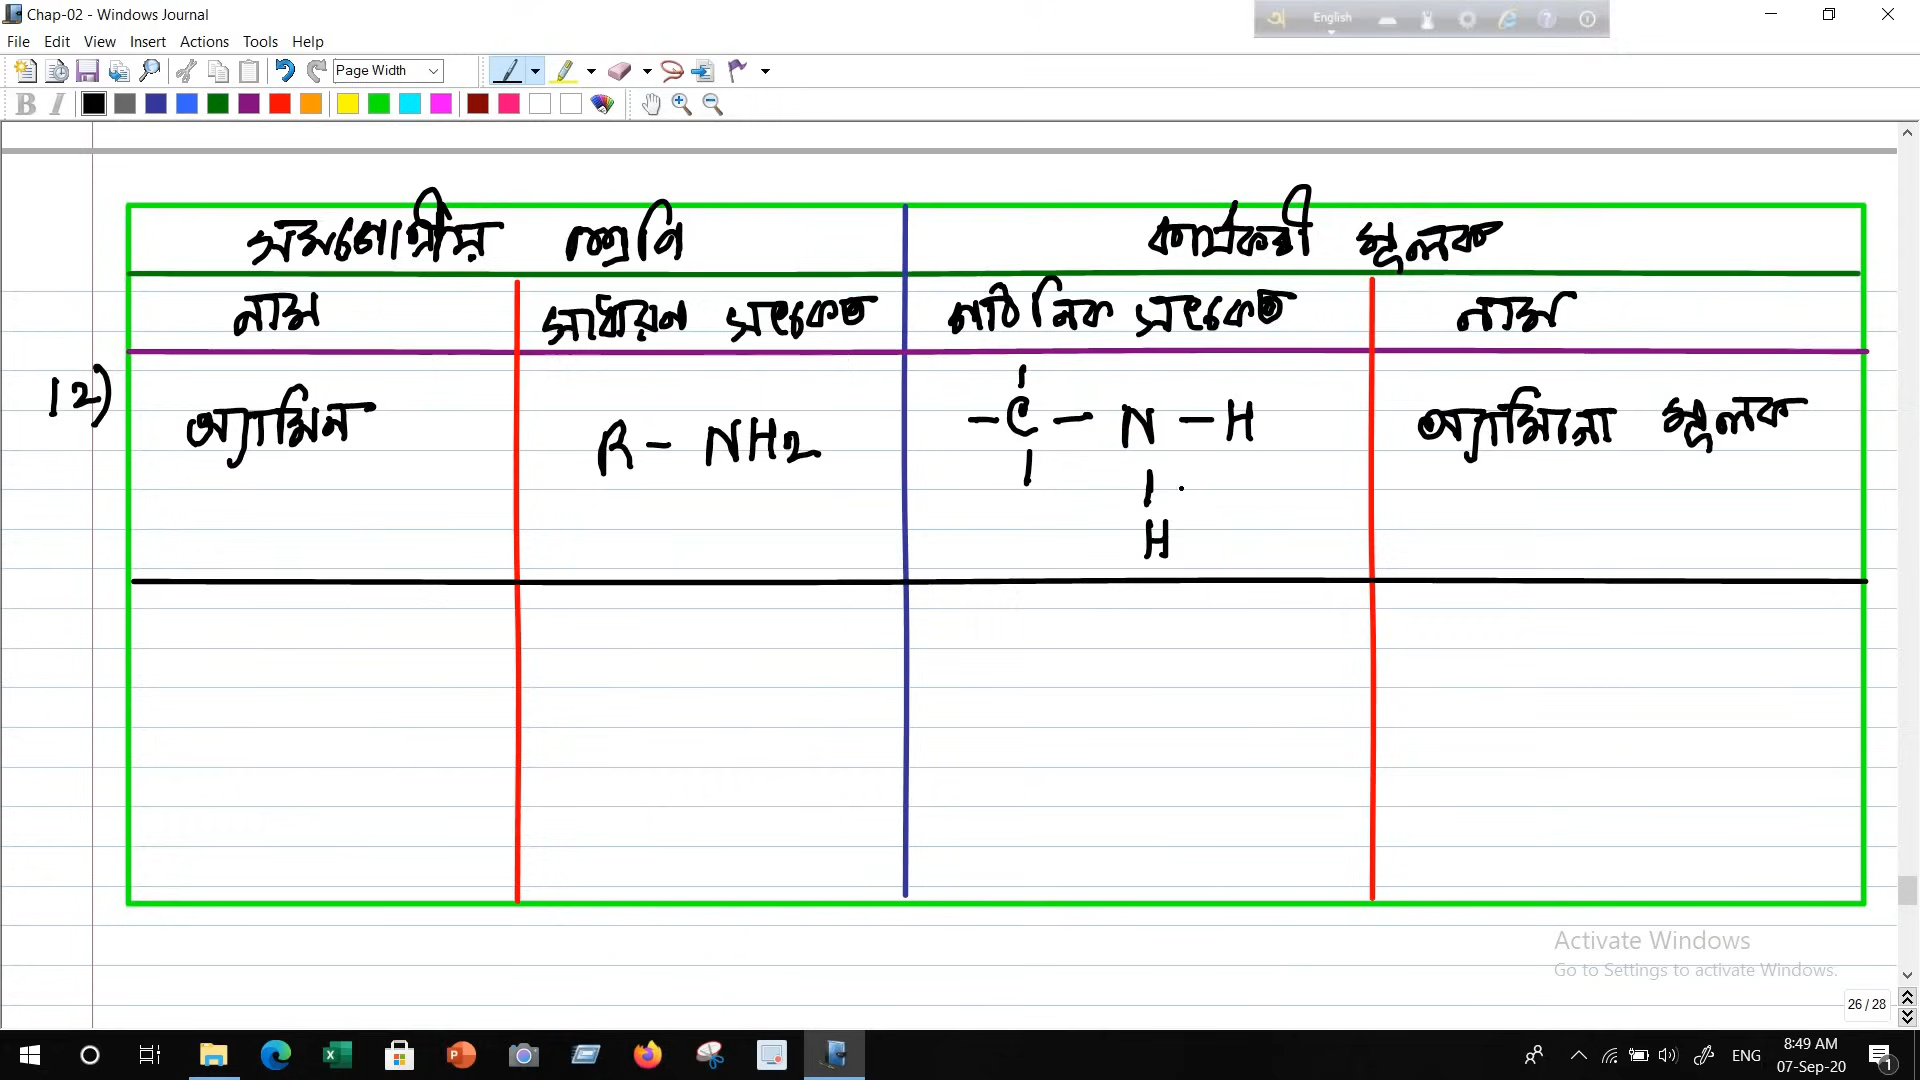 Chap-02 - Windows Journal
English
File Edit View Insert Actions Tools Help
Page Width
B I
সমগোত্রীয় শ্রেণি কার্যকরী মূলক
নাম সাধারন সংকেত গাঠনিক সংকেত নাম
12) অ্যামিন R - NH2 - C - N - H অ্যামিনো মূলক
H
Activate Windows
Go to Settings to activate Windows.
26 / 28
ENG 8:49 AM
07-Sep-20 1